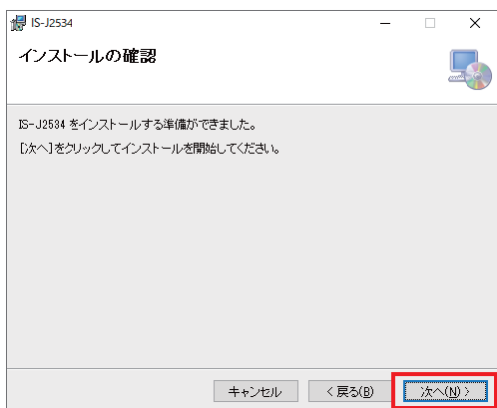 IS-J2534
インストールの確認
IS-J2534 をインストールする準備ができました。
[次へ]をクリックしてインストールを開始してください。
キャンセル
< 戻る(B)
次へ(N) >